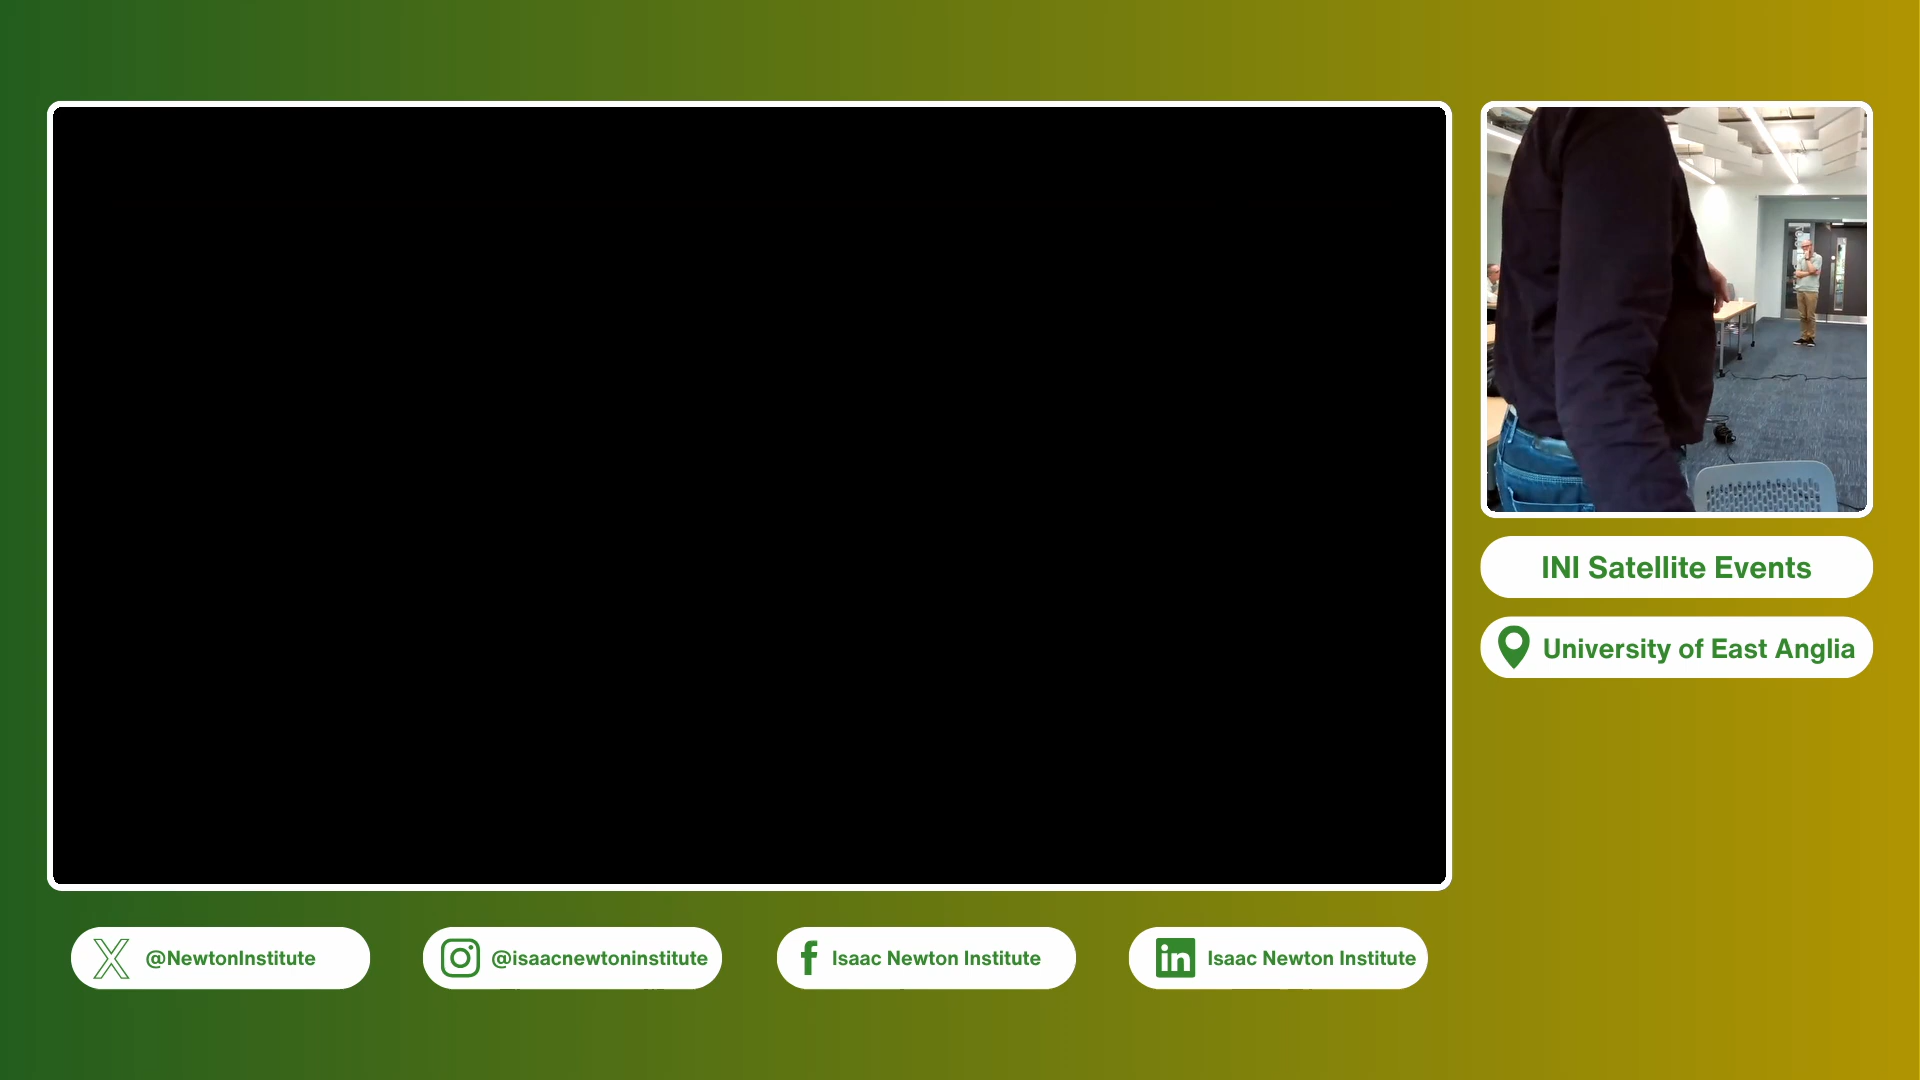 INI Satellite Events
University of East Anglia
@NewtonInstitute
@isaacnewtoninstitute
Isaac Newton Institute
Isaac Newton Institute